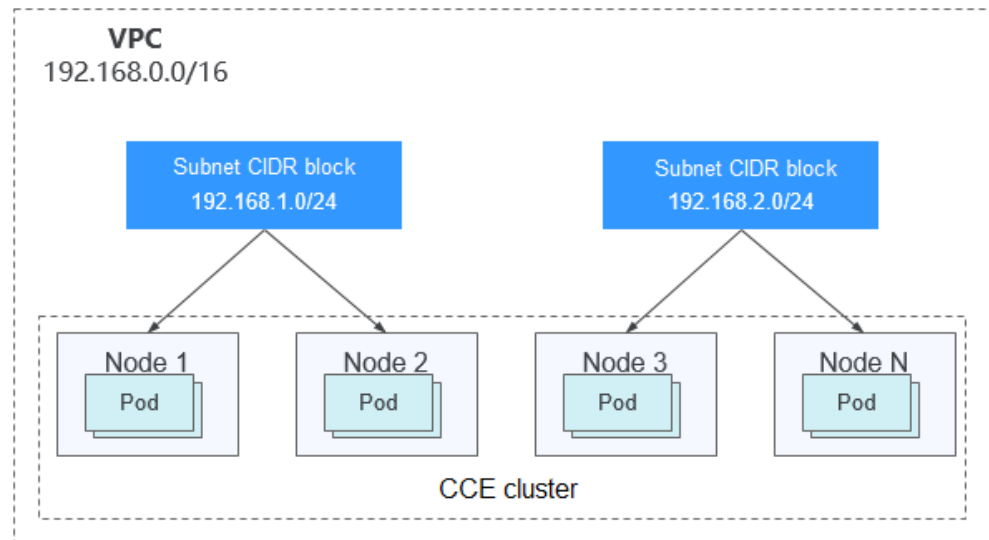 VPC
192.168.0.0/16
Subnet CIDR block
192.168.1.0/24
Subnet CIDR block
192.168.2.0/24
Node 1
Pod
Node 2
Pod
Node 3
Pod
Node N
Pod
CCE cluster